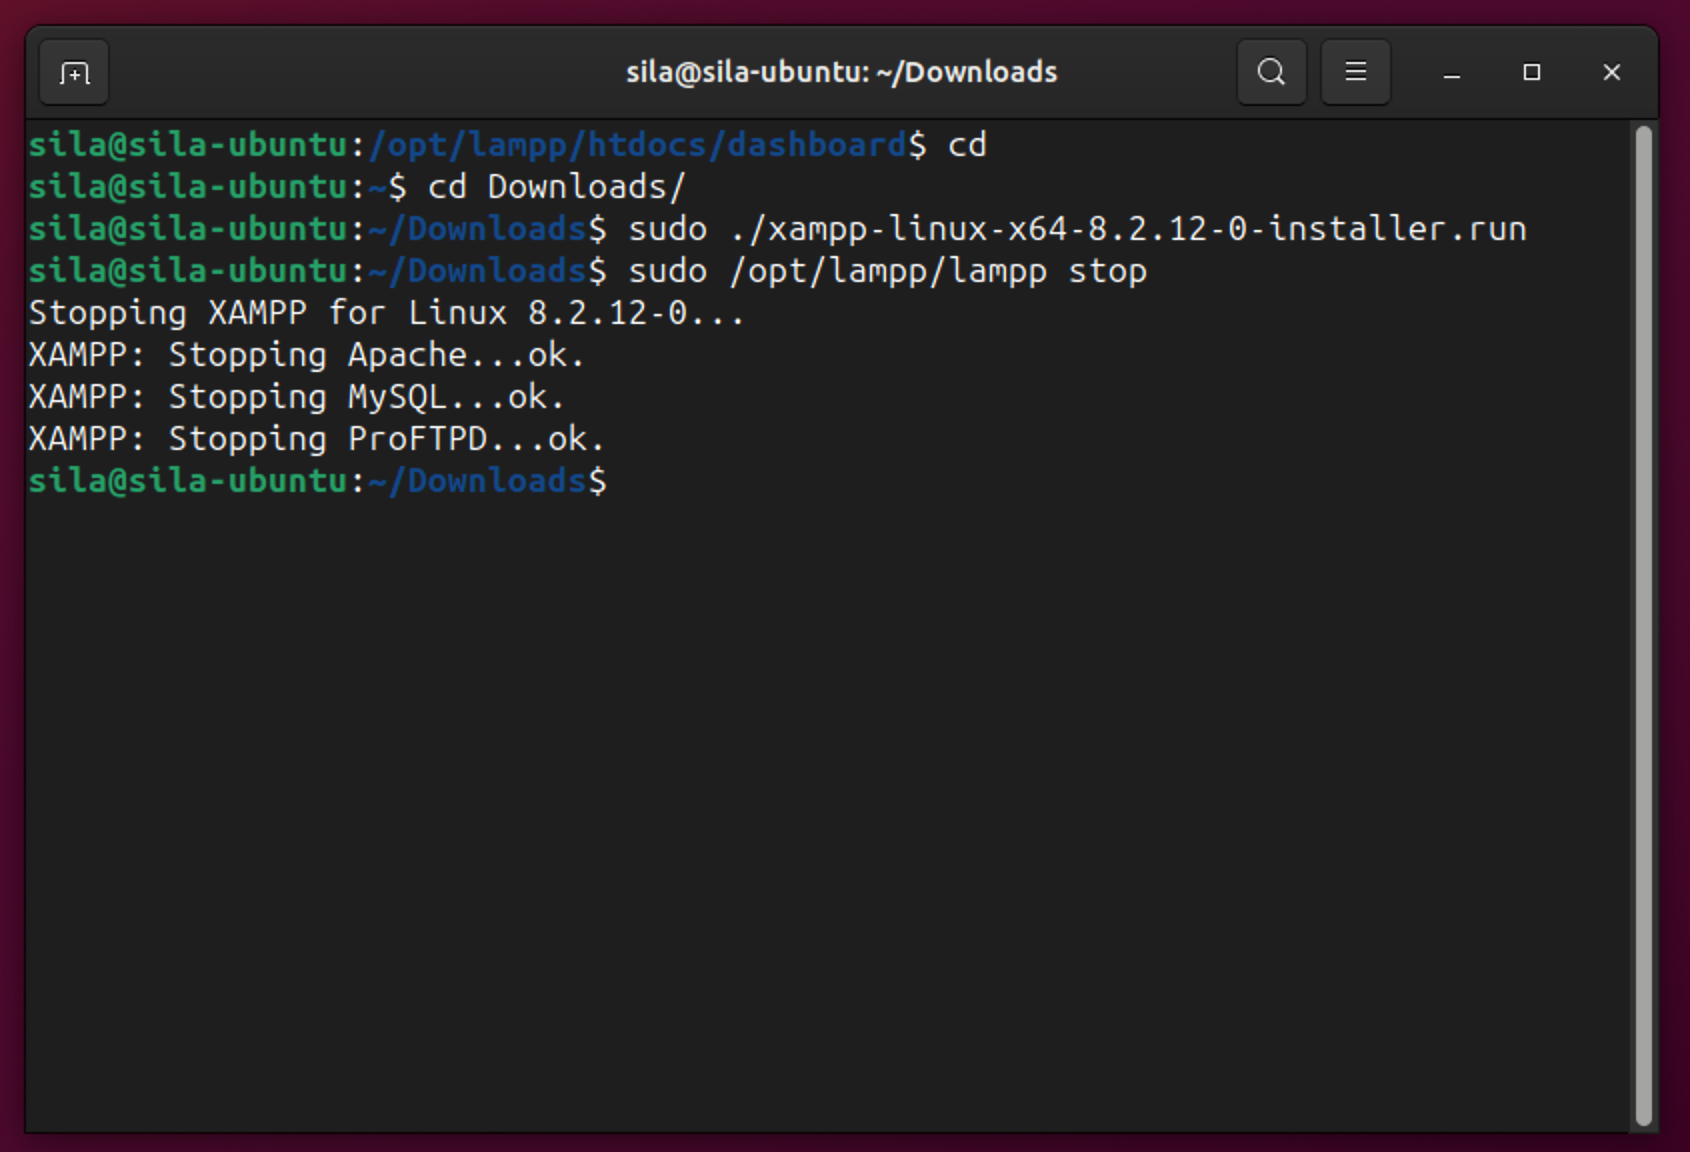 sila@sila-ubuntu: ~/Downloads
sila@sila-ubuntu:/opt/lampp/htdocs/dashboard$ cd
sila@sila-ubuntu:~$ cd Downloads/
sila@sila-ubuntu:~/Downloads$ sudo ./xampp-linux-x64-8.2.12-0-installer.run
sila@sila-ubuntu:~/Downloads$ sudo /opt/lampp/lampp stop
Stopping XAMPP for Linux 8.2.12-0...
XAMPP: Stopping Apache...ok.
XAMPP: Stopping MySQL...ok.
XAMPP: Stopping ProFTPD...ok.
sila@sila-ubuntu:~/Downloads$